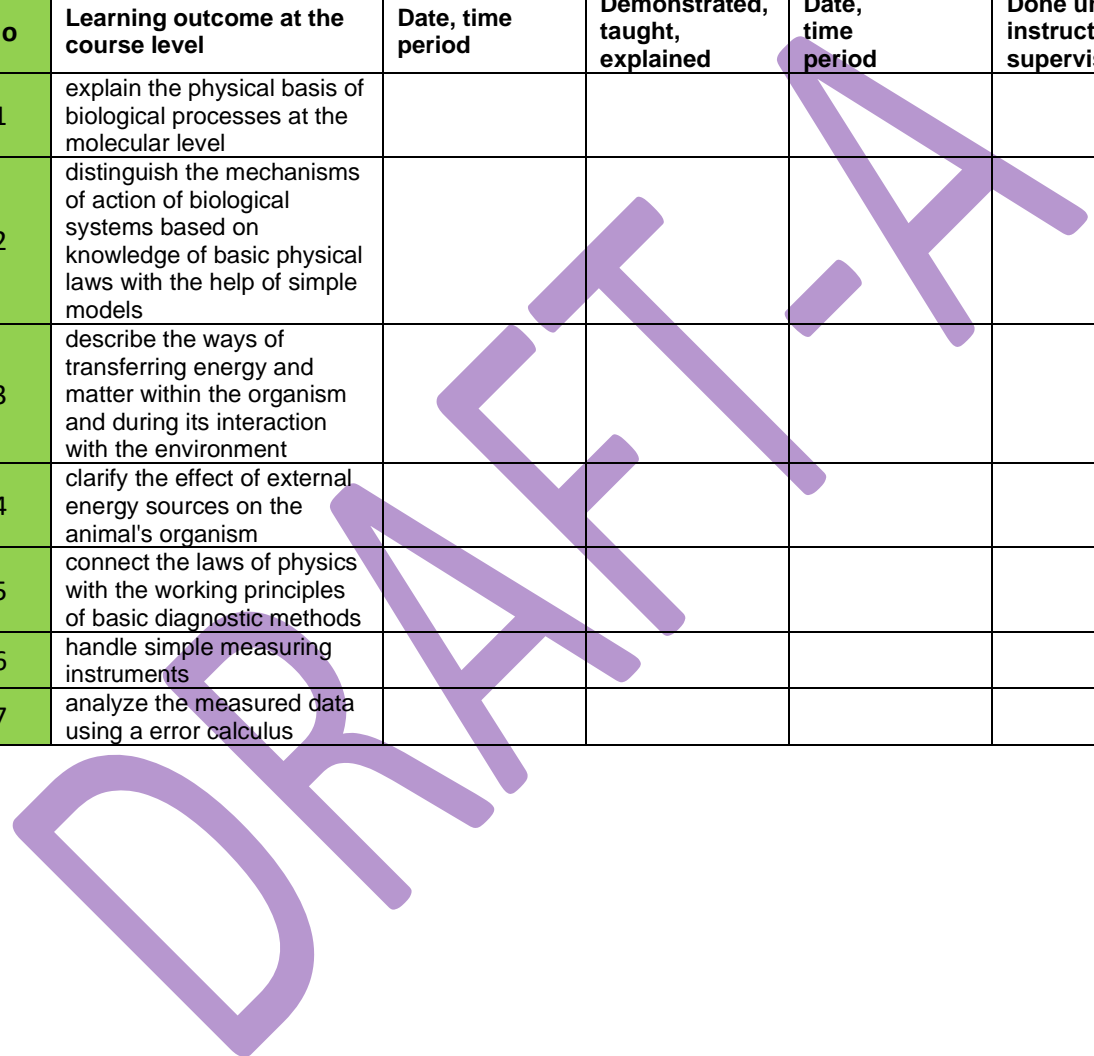 o
Learning outcome at the
course level
Date, time
period
Demonstrated,
taught,
explained
Date,
time
period
1
explain the physical basis of
biological processes at the
molecular level
2
distinguish the mechanisms
of action of biological
systems based on
knowledge of basic physical
laws with the help of simple
models
3
describe the ways of
transferring energy and
matter within the organism
and during its interaction
with the environment
4
clarify the effect of external
energy sources on the
animal's organism
5
connect the laws of physics
with the working principles
of basic diagnostic methods
6
handle simple measuring
instruments
7
analyze the measured data
using a error calculus
DRAFT - A